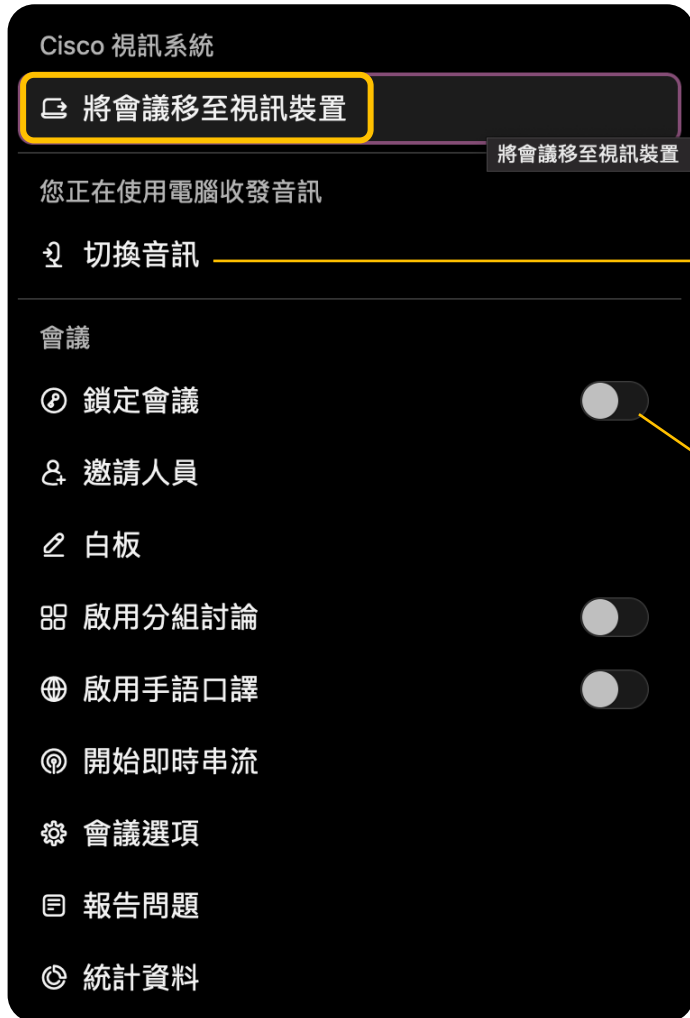 Cisco 視訊系統
將會議移至視訊裝置
將會議移至視訊裝置
您正在使用電腦收發音訊
切換音訊
會議
鎖定會議
邀請人員
白板
啟用分組討論
啟用手語口譯
開始即時串流
會議選項
報告問題
統計資料